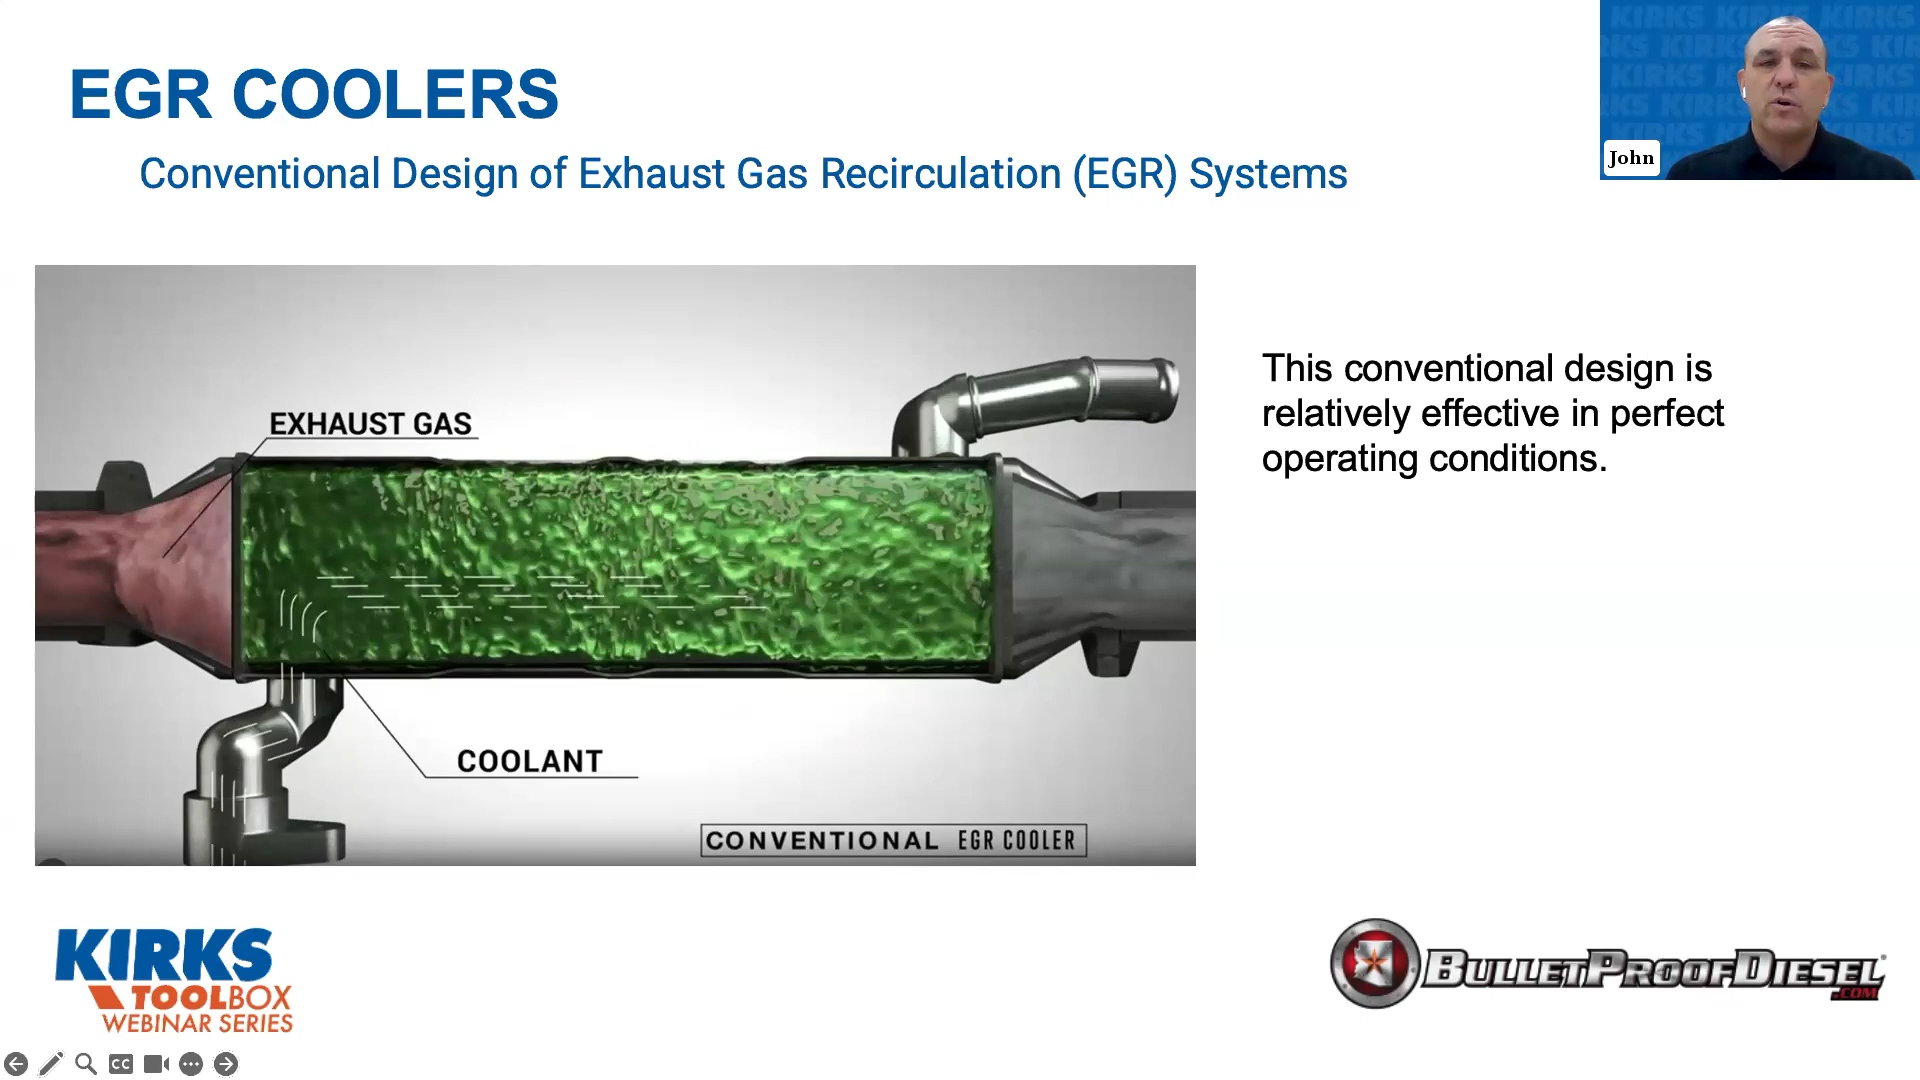 EGR COOLERS
Conventional Design of Exhaust Gas Recirculation (EGR) Systems
John
EXHAUST GAS
COOLANT
CONVENTIONAL EGR COOLER
This conventional design is
relatively effective in perfect
operating conditions.
KIRKS
TOOLBOX
WEBINAR SERIES
BULLETPROOFDIESEL
.COM
CC